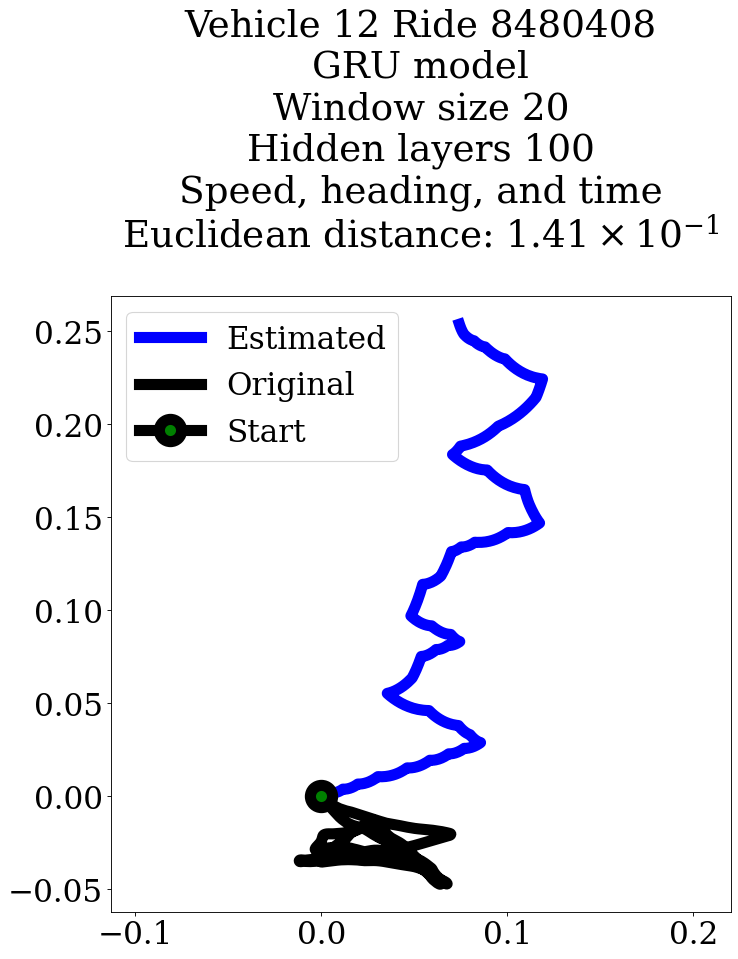 Vehicle 12 Ride 8480408
GRU model
Window size 20
Hidden layers 100
Speed, heading, and time
Euclidean distance: 1.41 × 10⁻¹
Estimated
Original
Start
0.25
0.20
0.15
0.10
0.05
0.00
−0.05
−0.1 0.0 0.1 0.2